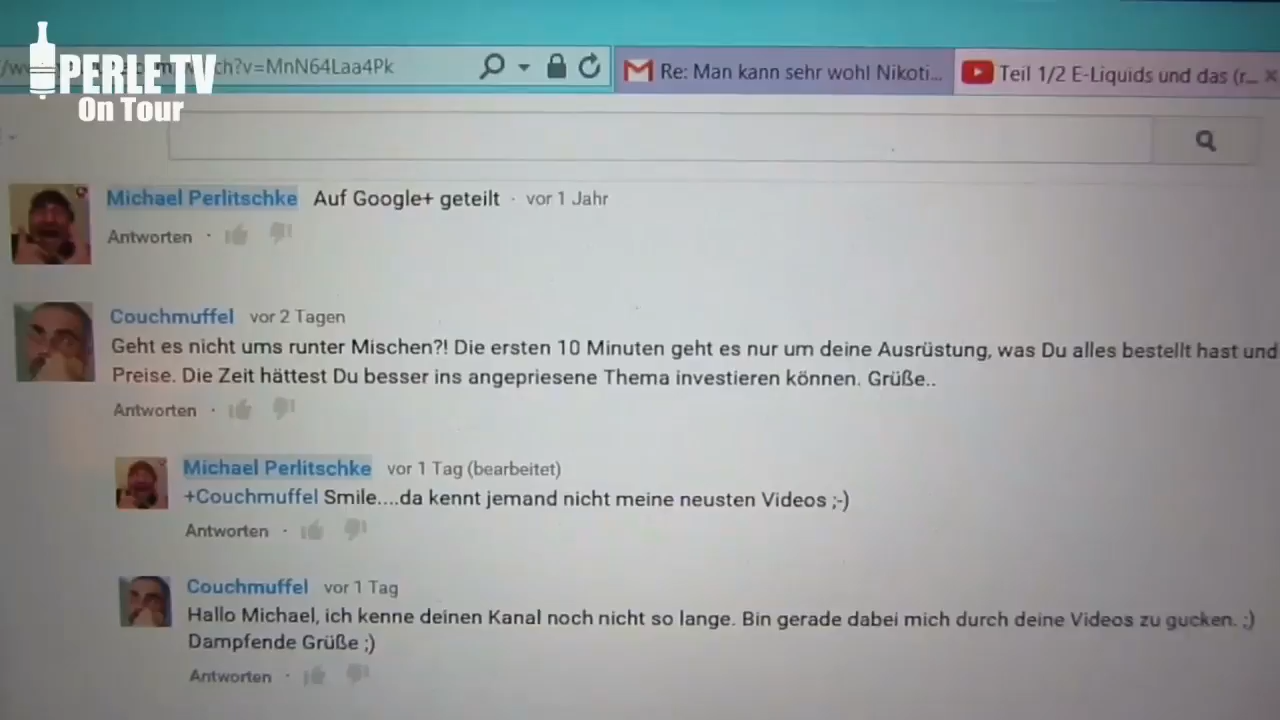 PERLE TV
On Tour
ch?v=MnN64Laa4Pk
Re: Man kann sehr wohl Nikoti...
Teil 1/2 E-Liquids und das (r...
Michael Perlitschke Auf Google+ geteilt · vor 1 Jahr
Antworten ·
Couchmuffel vor 2 Tagen
Geht es nicht ums runter Mischen?! Die ersten 10 Minuten geht es nur um deine Ausrüstung, was Du alles bestellt hast und
Preise. Die Zeit hättest Du besser ins angepriesene Thema investieren können. Grüße..
Antworten ·
Michael Perlitschke vor 1 Tag (bearbeitet)
+Couchmuffel Smile....da kennt jemand nicht meine neusten Videos ;-)
Antworten ·
Couchmuffel vor 1 Tag
Hallo Michael, ich kenne deinen Kanal noch nicht so lange. Bin gerade dabei mich durch deine Videos zu gucken. ;)
Dampfende Grüße ;)
Antworten ·